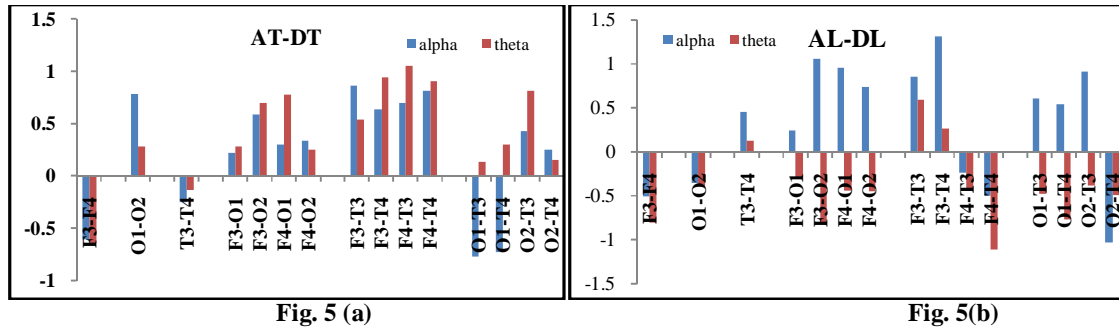 AT-DT
alpha theta
1.5
1
0.5
0
-0.5
-1
F3-F4
O1-O2
T3-T4
F3-O1
F3-O2
F4-O1
F4-O2
F3-T3
F3-T4
F4-T3
F4-T4
O1-T3
O1-T4
O2-T3
O2-T4
Fig. 5 (a)
AL-DL
alpha theta
1.5
1
0.5
0
-0.5
-1
-1.5
F3-F4
O1-O2
T3-T4
F3-O1
F3-O2
F4-O1
F4-O2
F3-T3
F3-T4
F4-T3
F4-T4
O1-T3
O1-T4
O2-T3
O2-T4
Fig. 5(b)